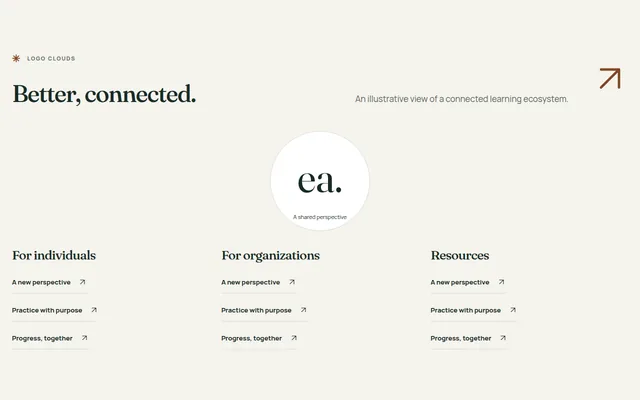 LOGO CLOUDS
Better, connected.
An illustrative view of a connected learning ecosystem.
ea.
A shared perspective
For individuals
A new perspective
Practice with purpose
Progress, together
For organizations
A new perspective
Practice with purpose
Progress, together
Resources
A new perspective
Practice with purpose
Progress, together